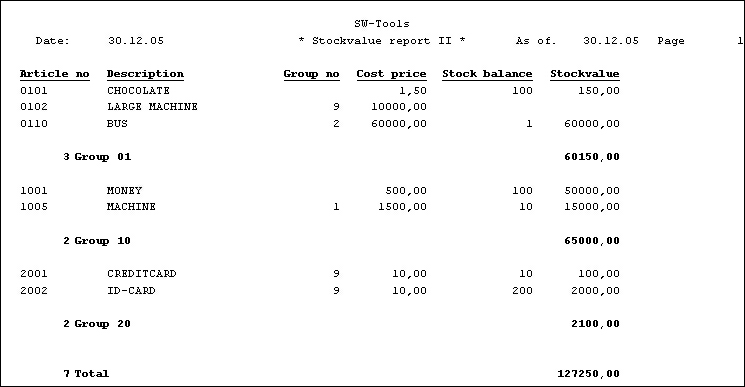 SW-Tools
Date: 30.12.05 * Stockvalue report II * As of. 30.12.05 Page 1
Article no Description Group no Cost price Stock balance Stockvalue
0101 CHOCOLATE 1,50 100 150,00
0102 LARGE MACHINE 9 10000,00
0110 BUS 2 60000,00 1 60000,00
3 Group 01 60150,00
1001 MONEY 500,00 100 50000,00
1005 MACHINE 1 1500,00 10 15000,00
2 Group 10 65000,00
2001 CREDITCARD 9 10,00 10 100,00
2002 ID-CARD 9 10,00 200 2000,00
2 Group 20 2100,00
7 Total 127250,00